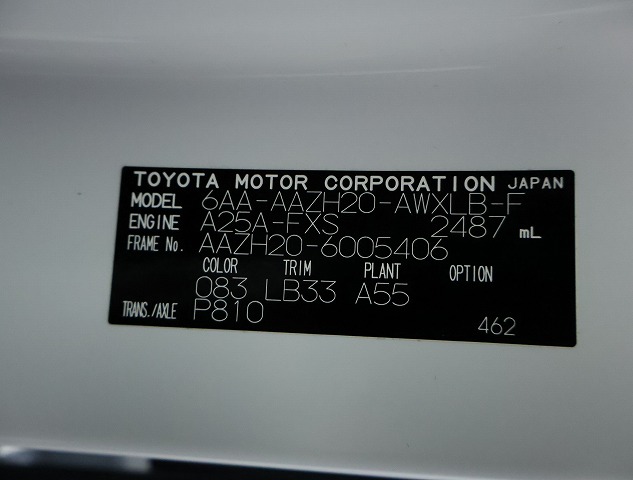 TOYOTA MOTOR CORPORATION JAPAN
MODEL 6AA-AAZH20-AWXLB-F
ENGINE A25A-FXS 2487 mL
FRAME No. AAZH20-6005406
COLOR TRIM PLANT OPTION
083 LB33 A55
TRANS./AXLE P810
462